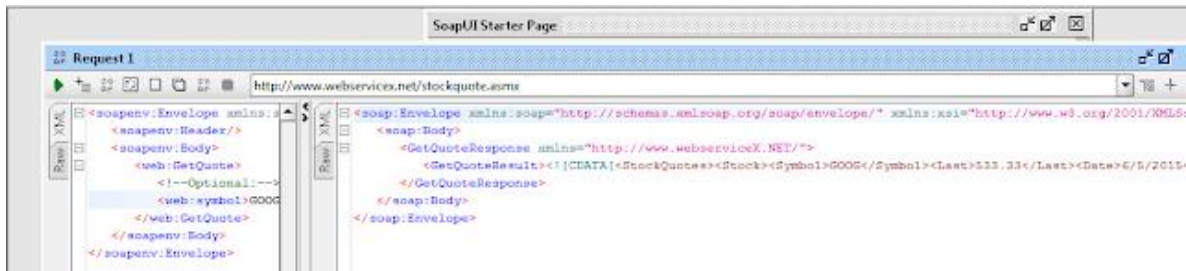 SoapUI Starter Page
Request 1
http://www.webservicex.net/stockquote.asmx
XML
Raw
<soapenv:Envelope xmlns:s
<soapenv:Header/>
<soapenv:Body>
<web:GetQuote>
<!--Optional:-->
<web:symbol>GOOG
</web:GetQuote>
</soapenv:Body>
</soapenv:Envelope>
XML
Raw
<soap:Envelope xmlns:soap="http://schemas.xmlsoap.org/soap/envelope/" xmlns:xsi="http://www.w3.org/2001/XMLSc
<soap:Body>
<GetQuoteResponse xmlns="http://www.webserviceX.NET/">
<GetQuoteResult><![CDATA[<StockQuotes><Stock><Symbol>GOOG</Symbol><Last>533.33</Last><Date>6/5/2015<
</GetQuoteResponse>
</soap:Body>
</soap:Envelope>